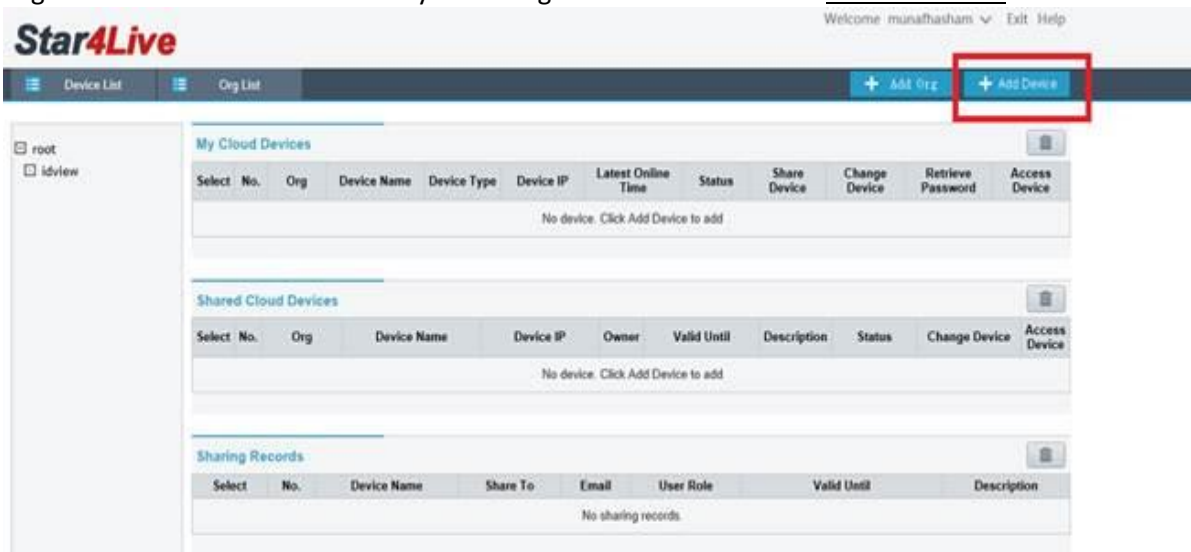 Welcome munafhasham Exit Help
Star4Live
Device List Org List + Add Org + Add Device
root
idview
My Cloud Devices
Select No. Org Device Name Device Type Device IP Latest Online Time Status Share Device Change Device Retrieve Password Access Device
No device. Click Add Device to add
Shared Cloud Devices
Select No. Org Device Name Device IP Owner Valid Until Description Status Change Device Access Device
No device. Click Add Device to add
Sharing Records
Select No. Device Name Share To Email User Role Valid Until Description
No sharing records.